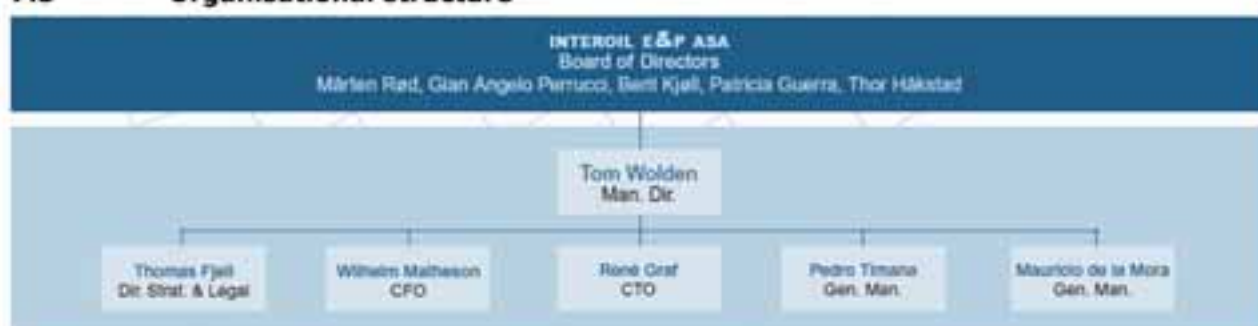 Organisational structure
INTEROIL E&P ASA
Board of Directors
Mårten Rød, Gian Angelo Perrucci, Berit Kjøll, Patricia Guerra, Thor Håkstad
Tom Wolden
Man. Dir.
Thomas Fjell
Dir. Strat. & Legal
Wilhelm Matheson
CFO
René Graf
CTO
Pedro Timana
Gen. Man.
Mauricio de la Mora
Gen. Man.